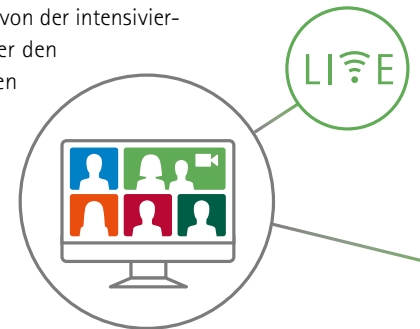 von der intensivier-
er den
en
LIVE